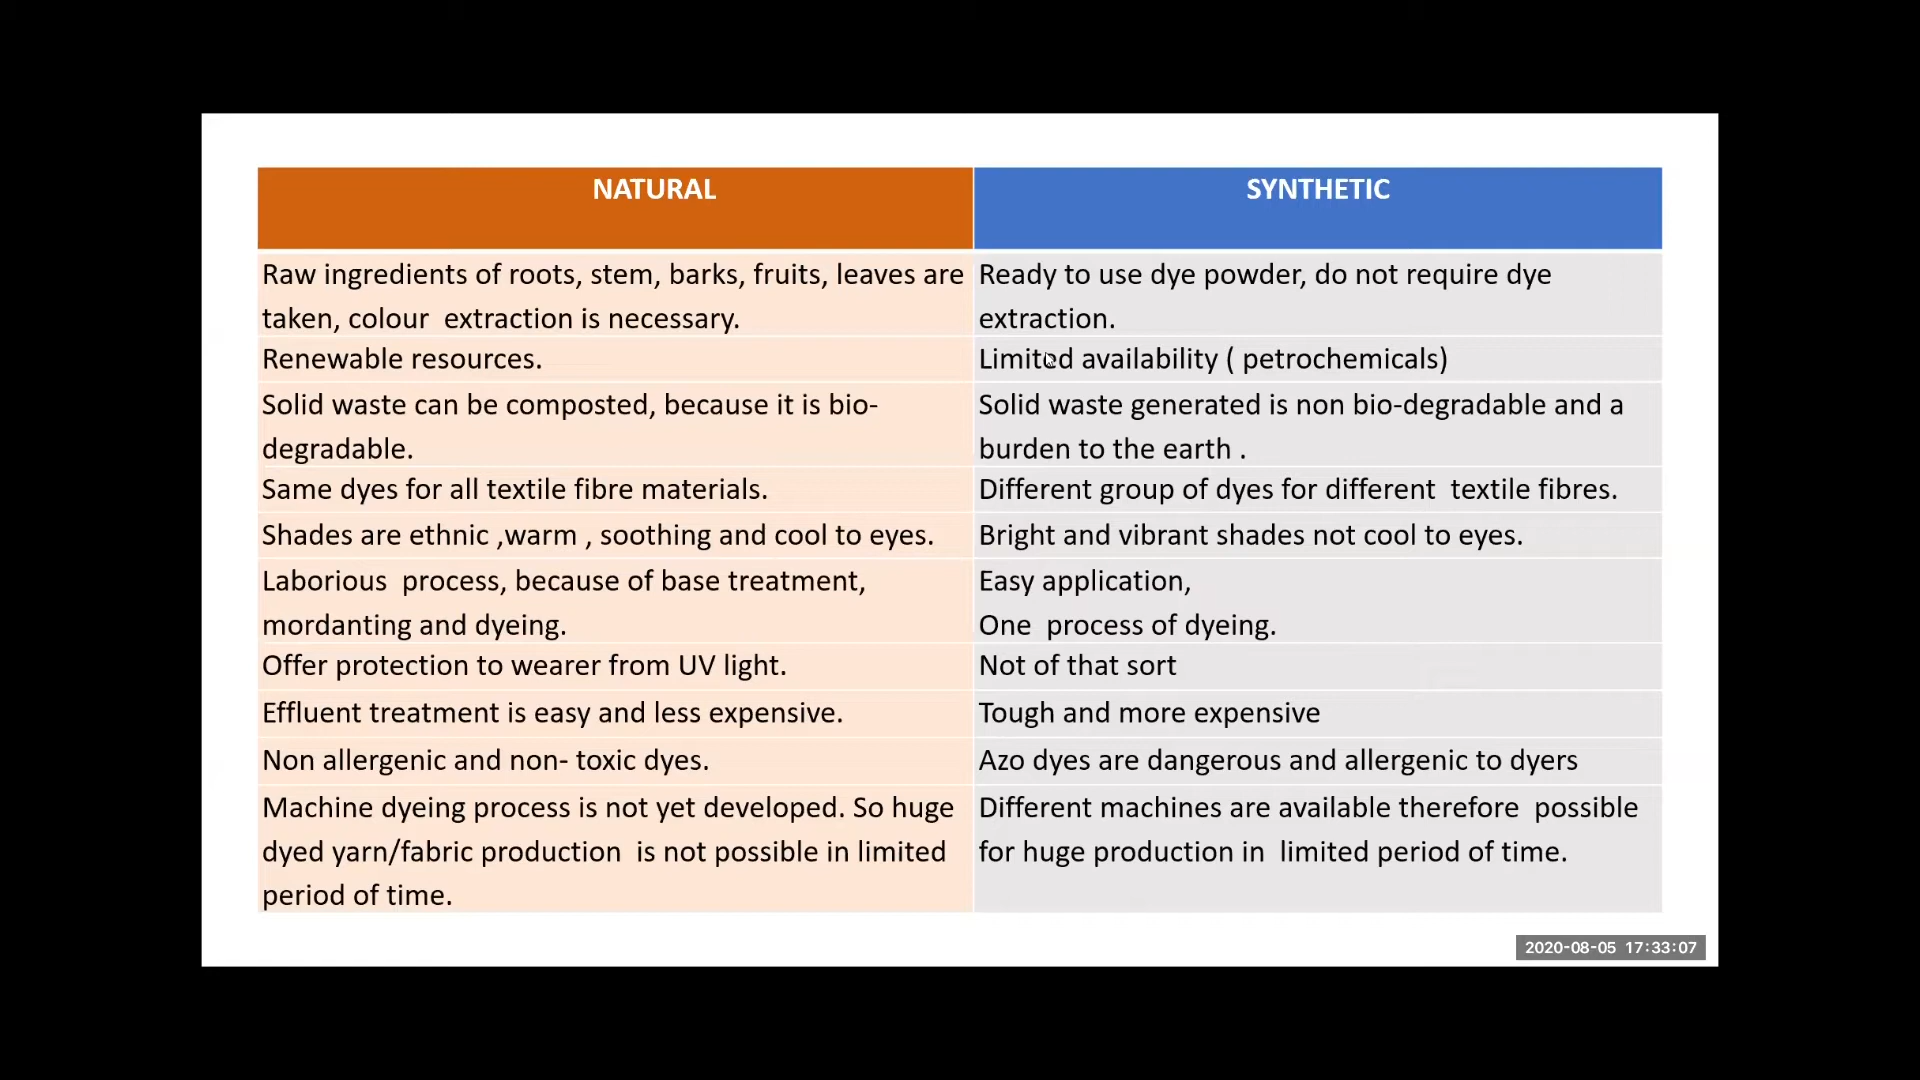 NATURAL
SYNTHETIC
Raw ingredients of roots, stem, barks, fruits, leaves are
taken, colour  extraction is necessary.
Ready to use dye powder, do not require dye
extraction.
Renewable resources.
Limited availability ( petrochemicals)
Solid waste can be composted, because it is bio-
degradable.
Solid waste generated is non bio-degradable and a
burden to the earth .
Same dyes for all textile fibre materials.
Different group of dyes for different  textile fibres.
Shades are ethnic ,warm , soothing and cool to eyes.
Bright and vibrant shades not cool to eyes.
Laborious  process, because of base treatment,
mordanting and dyeing.
Easy application,
One  process of dyeing.
Offer protection to wearer from UV light.
Not of that sort
Effluent treatment is easy and less expensive.
Tough and more expensive
Non allergenic and non- toxic dyes.
Azo dyes are dangerous and allergenic to dyers
Machine dyeing process is not yet developed. So huge
dyed yarn/fabric production  is not possible in limited
period of time.
Different machines are available therefore  possible
for huge production in  limited period of time.
2020-08-05 17:33:07